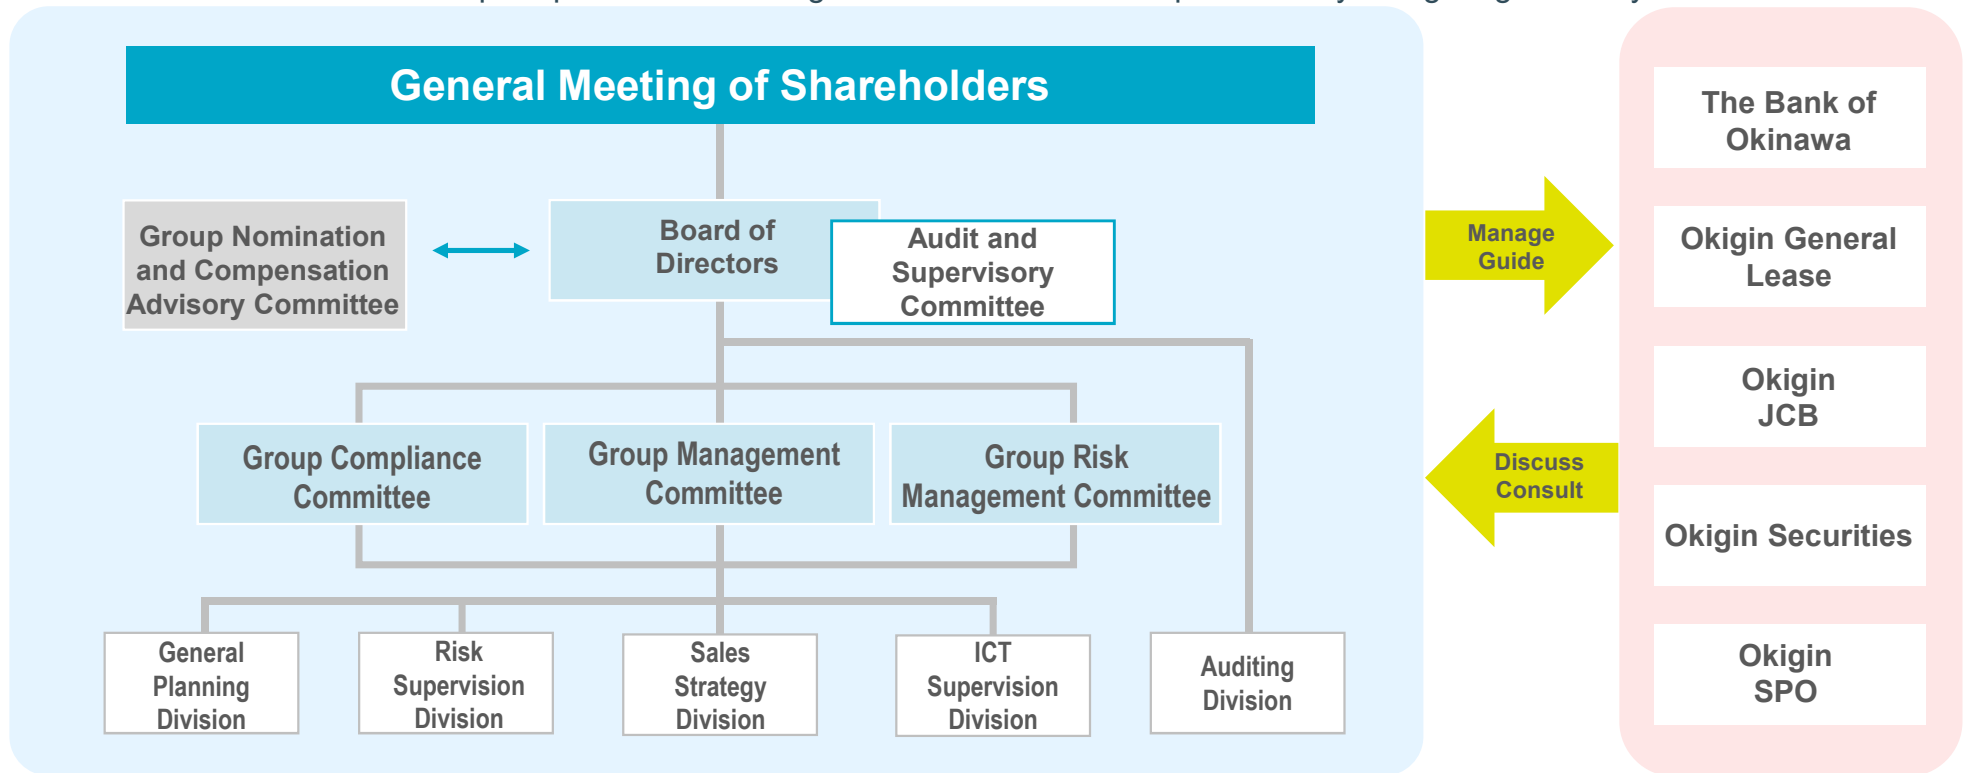 General Meeting of Shareholders
Group Nomination
and Compensation
Advisory Committee
Board of
Directors
Audit and
Supervisory
Committee
Group Compliance
Committee
Group Management
Committee
Group Risk
Management Committee
General
Planning
Division
Risk
Supervision
Division
Sales
Strategy
Division
ICT
Supervision
Division
Auditing
Division
Manage
Guide
Discuss
Consult
The Bank of
Okinawa
Okigin General
Lease
Okigin
JCB
Okigin Securities
Okigin
SPO